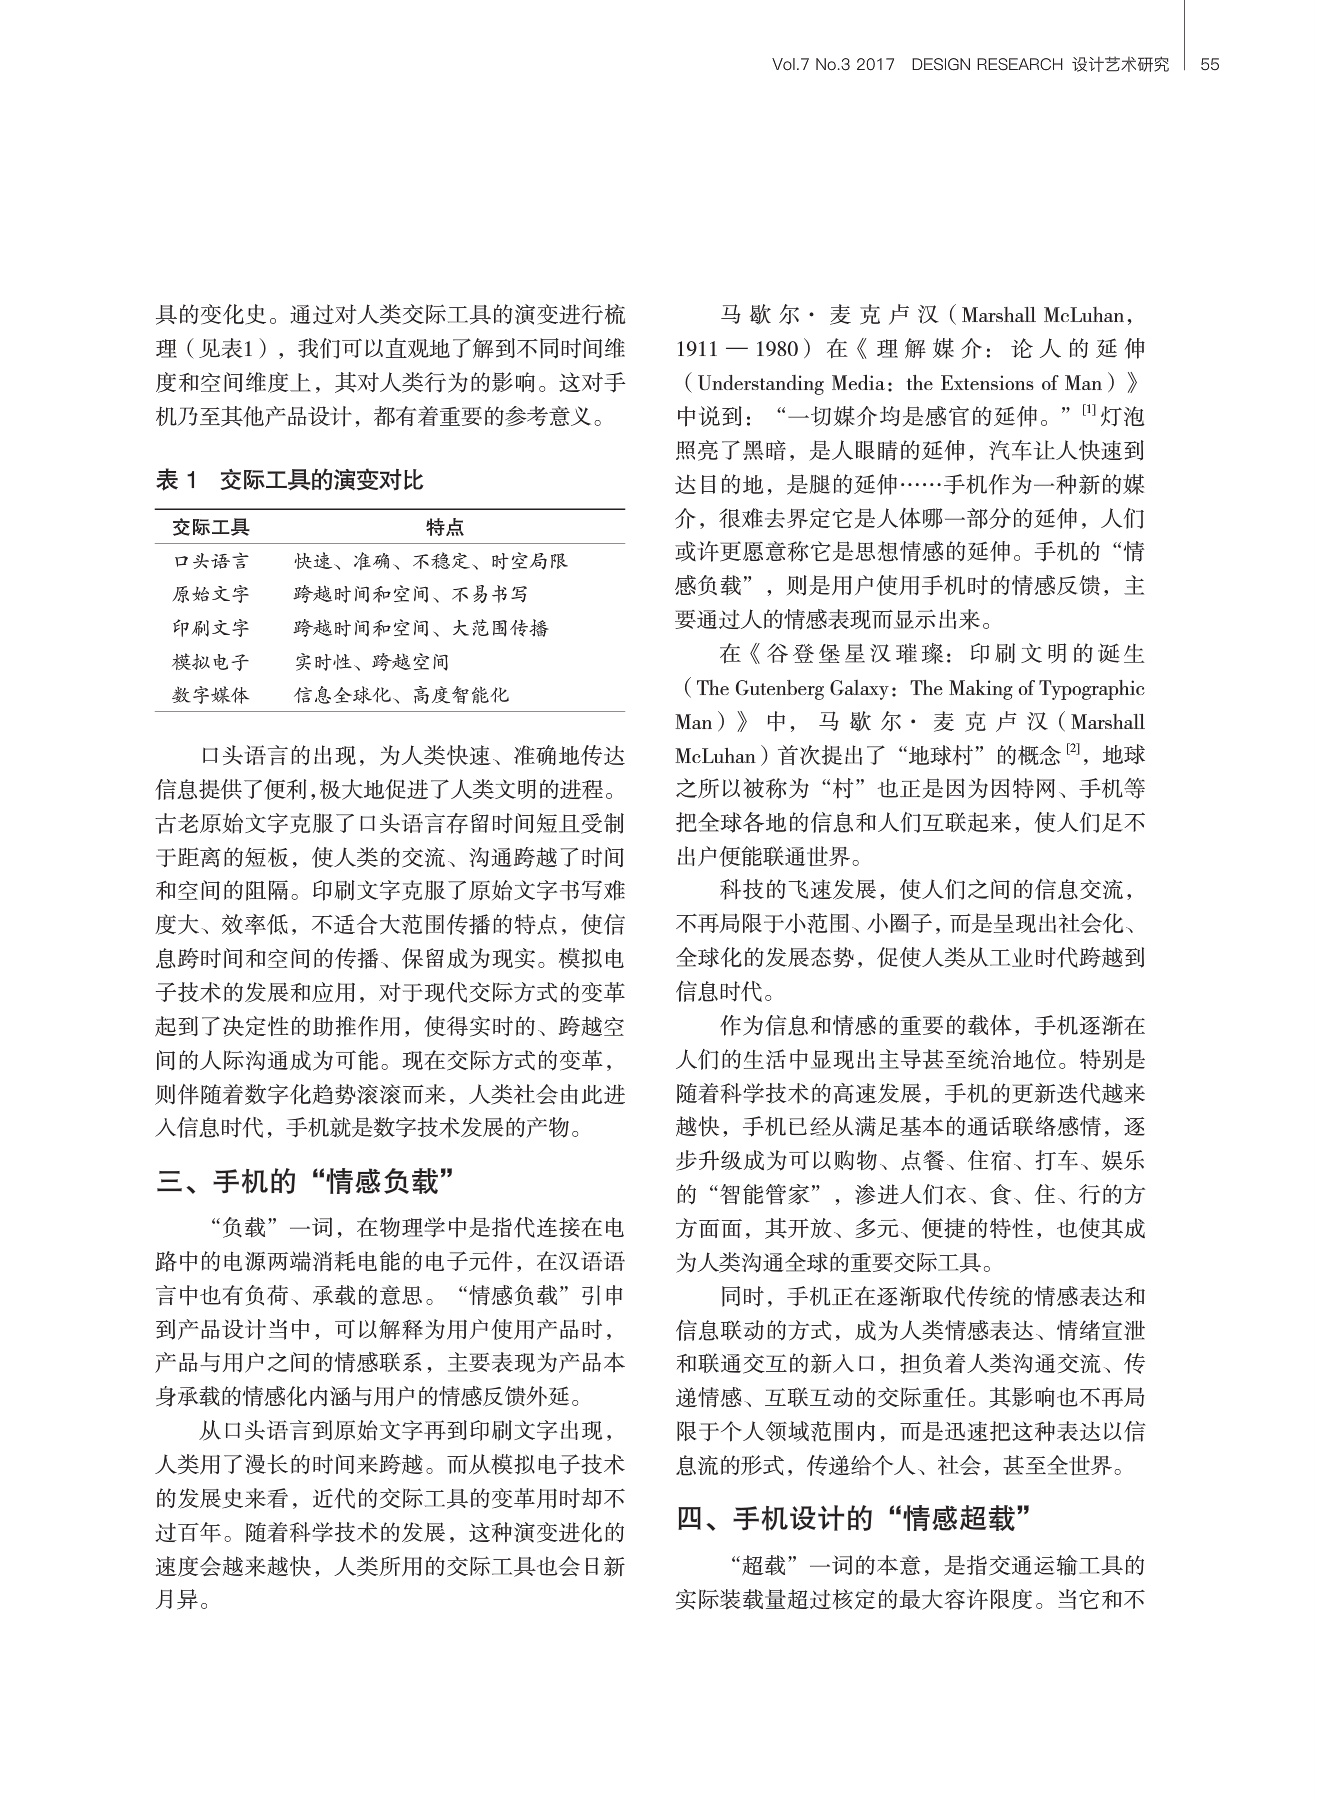 Vol.7 No.3 2017 DESIGN RESEARCH 设计艺术研究 55
具的变化史。通过对人类交际工具的演变进行梳
理（见表1），我们可以直观地了解到不同时间维
度和空间维度上，其对人类行为的影响。这对手
机乃至其他产品设计，都有着重要的参考意义。
表 1 交际工具的演变对比
交际工具 特点
口头语言 快速、准确、不稳定、时空局限
原始文字 跨越时间和空间、不易书写
印刷文字 跨越时间和空间、大范围传播
模拟电子 实时性、跨越空间
数字媒体 信息全球化、高度智能化
口头语言的出现，为人类快速、准确地传达
信息提供了便利，极大地促进了人类文明的进程。
古老原始文字克服了口头语言存留时间短且受制
于距离的短板，使人类的交流、沟通跨越了时间
和空间的阻隔。印刷文字克服了原始文字书写难
度大、效率低，不适合大范围传播的特点，使信
息跨时间和空间的传播、保留成为现实。模拟电
子技术的发展和应用，对于现代交际方式的变革
起到了决定性的助推作用，使得实时的、跨越空
间的人际沟通成为可能。现在交际方式的变革，
则伴随着数字化趋势滚滚而来，人类社会由此进
入信息时代，手机就是数字技术发展的产物。
三、手机的“情感负载”
“负载”一词，在物理学中是指代连接在电
路中的电源两端消耗电能的电子元件，在汉语语
言中也有负荷、承载的意思。“情感负载”引申
到产品设计当中，可以解释为用户使用产品时，
产品与用户之间的情感联系，主要表现为产品本
身承载的情感化内涵与用户的情感反馈外延。
从口头语言到原始文字再到印刷文字出现，
人类用了漫长的时间来跨越。而从模拟电子技术
的发展史来看，近代的交际工具的变革用时却不
过百年。随着科学技术的发展，这种演变进化的
速度会越来越快，人类所用的交际工具也会日新
月异。
马歇尔·麦克卢汉（Marshall McLuhan，
1911 — 1980）在《理解媒介：论人的延伸
（Understanding Media：the Extensions of Man）》
中说到：“一切媒介均是感官的延伸。”[1]灯泡
照亮了黑暗，是人眼睛的延伸，汽车让人快速到
达目的地，是腿的延伸……手机作为一种新的媒
介，很难去界定它是人体哪一部分的延伸，人们
或许更愿意称它是思想情感的延伸。手机的“情
感负载”，则是用户使用手机时的情感反馈，主
要通过人的情感表现而显示出来。
在《谷登堡星汉璀璨：印刷文明的诞生
（The Gutenberg Galaxy：The Making of Typographic
Man）》中，马歇尔·麦克卢汉（Marshall
McLuhan）首次提出了“地球村”的概念[2]，地球
之所以被称为“村”也正是因为因特网、手机等
把全球各地的信息和人们互联起来，使人们足不
出户便能联通世界。
科技的飞速发展，使人们之间的信息交流，
不再局限于小范围、小圈子，而是呈现出社会化、
全球化的发展态势，促使人类从工业时代跨越到
信息时代。
作为信息和情感的重要的载体，手机逐渐在
人们的生活中显现出主导甚至统治地位。特别是
随着科学技术的高速发展，手机的更新迭代越来
越快，手机已经从满足基本的通话联络感情，逐
步升级成为可以购物、点餐、住宿、打车、娱乐
的“智能管家”，渗进人们衣、食、住、行的方
方面面，其开放、多元、便捷的特性，也使其成
为人类沟通全球的重要交际工具。
同时，手机正在逐渐取代传统的情感表达和
信息联动的方式，成为人类情感表达、情绪宣泄
和联通交互的新入口，担负着人类沟通交流、传
递情感、互联互动的交际重任。其影响也不再局
限于个人领域范围内，而是迅速把这种表达以信
息流的形式，传递给个人、社会，甚至全世界。
四、手机设计的“情感超载”
“超载”一词的本意，是指交通运输工具的
实际装载量超过核定的最大容许限度。当它和不